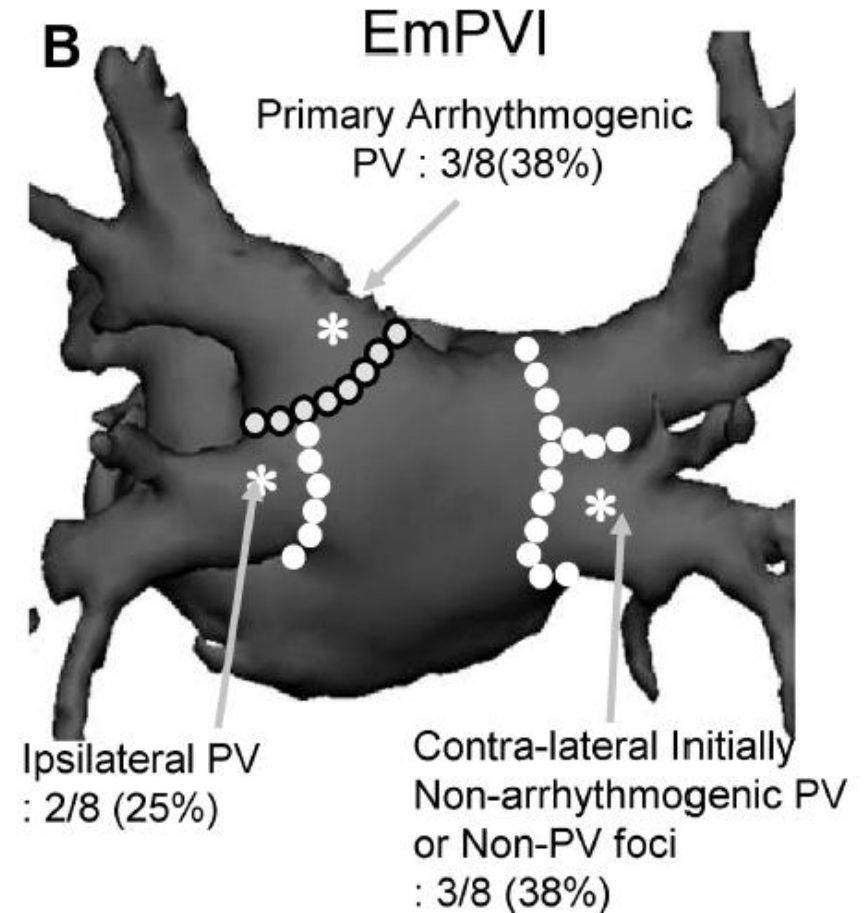 B
EmPVI
Primary Arrhythmogenic
PV : 3/8(38%)
*
*
*
Ipsilateral PV
: 2/8 (25%)
Contra-lateral Initially
Non-arrhythmogenic PV
or Non-PV foci
: 3/8 (38%)